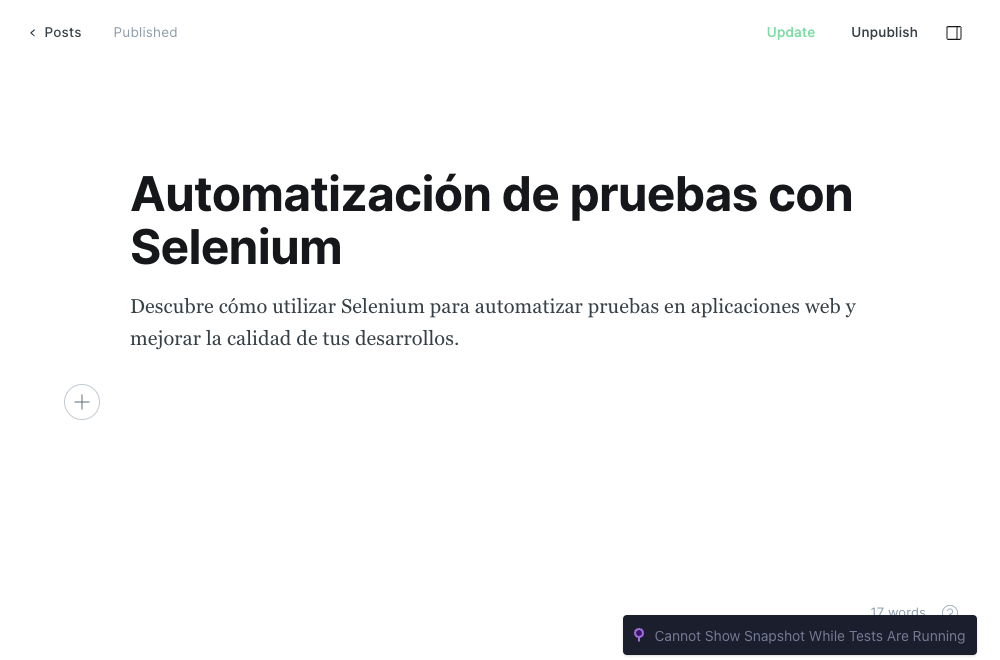 Posts Published Update Unpublish
Automatización de pruebas con
Selenium
Descubre cómo utilizar Selenium para automatizar pruebas en aplicaciones web y
mejorar la calidad de tus desarrollos.
17 words
Cannot Show Snapshot While Tests Are Running